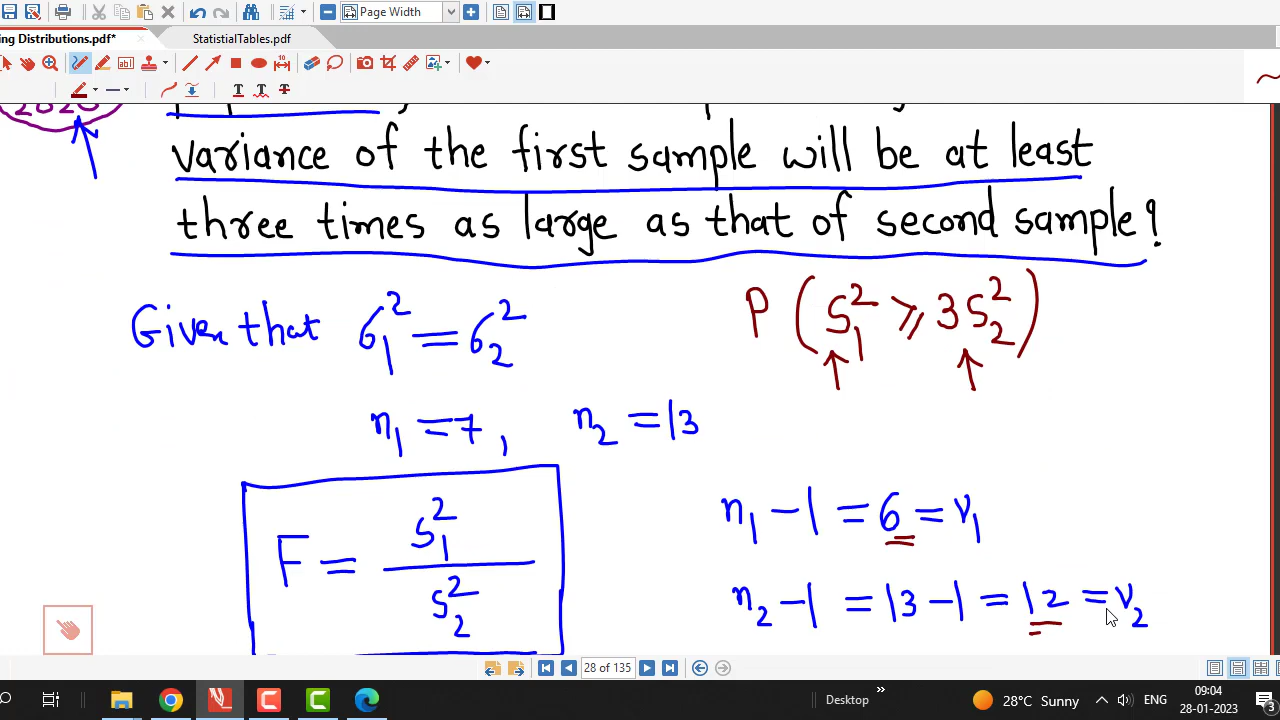 Page Width
ing Distributions.pdf*
StatistialTables.pdf
2020
variance of the first sample will be at least
three times as large as that of second sample?
Given that σ₁² = σ₂²
P (S₁² ≥ 3S₂²)
n₁ = 7, n₂ = 13
n₁ - 1 = 6 = ν₁
F = S₁² / S₂²
n₂ - 1 = 13 - 1 = 12 = ν₂
28 of 135
Desktop
»
28°C Sunny
ENG
09:04
28-01-2023
3